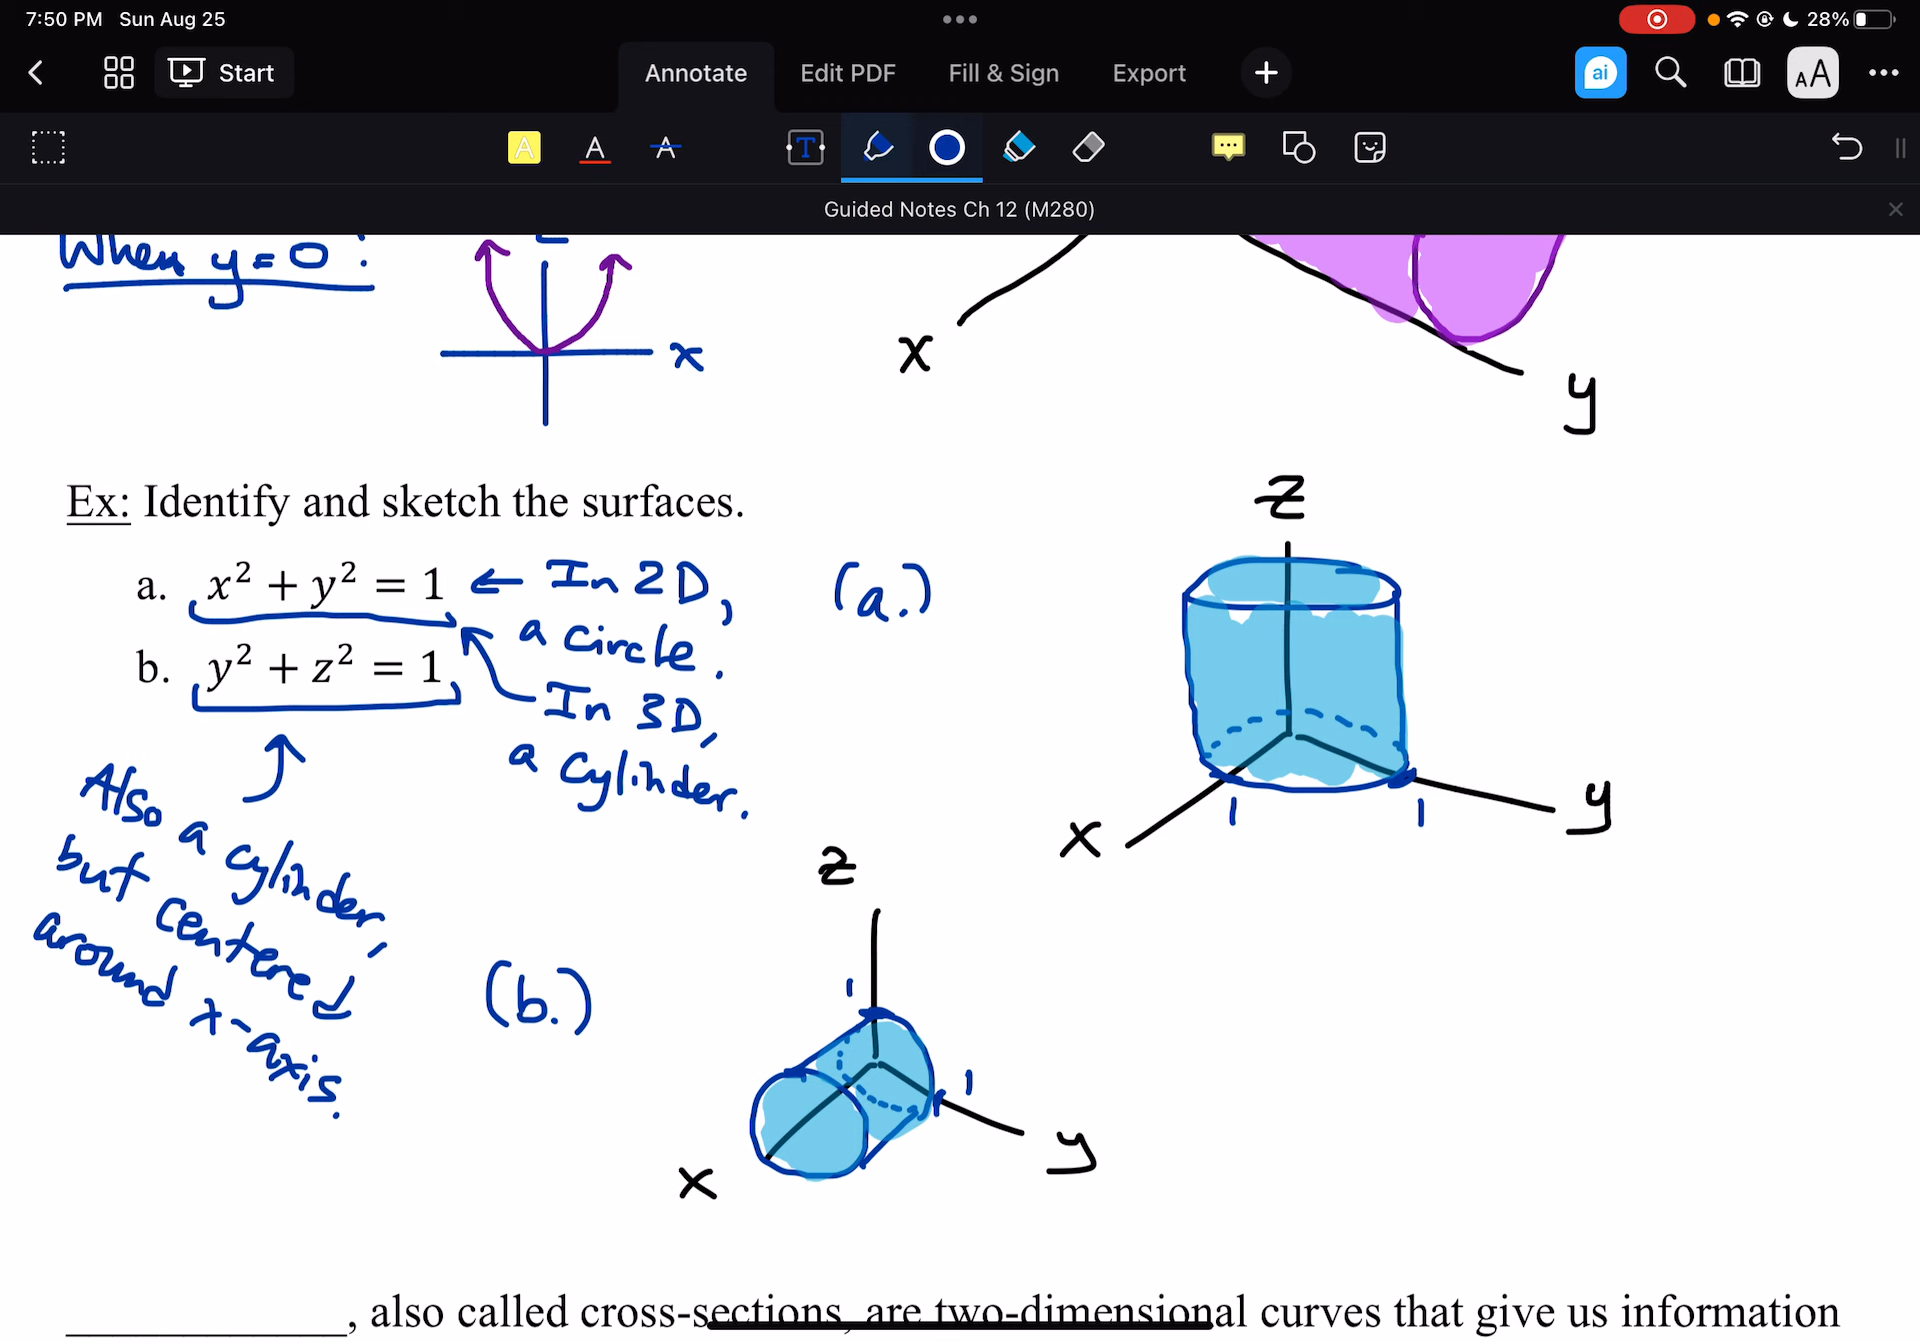 7:50 PM Sun Aug 25
28%
Start
Annotate
Edit PDF
Fill & Sign
Export
ai
AA
A
A
A
T
Guided Notes Ch 12 (M280)
When y=0:
x
x
y
Ex: Identify and sketch the surfaces.
a. x² + y² = 1 ← In 2D,
a circle.
b. y² + z² = 1
In 3D,
a cylinder.
Also a cylinder,
but centered
around x-axis.
(a.)
z
1
1
x
y
(b.)
z
1
1
x
y
____________, also called cross-sections, are two-dimensional curves that give us information